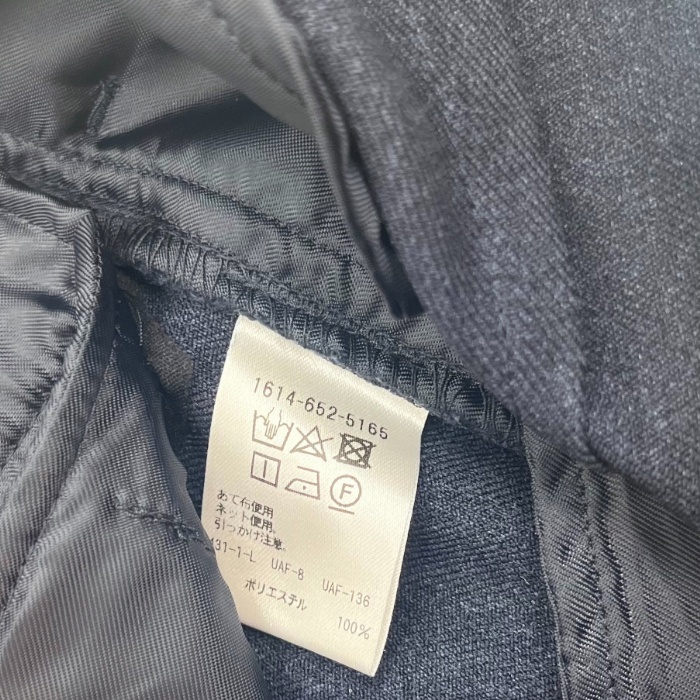 1614-652-5165
あて布使用
ネット使用。
引っかけ注意。
431-1-L UAF-8 UAF-136
ポリエステル 100%